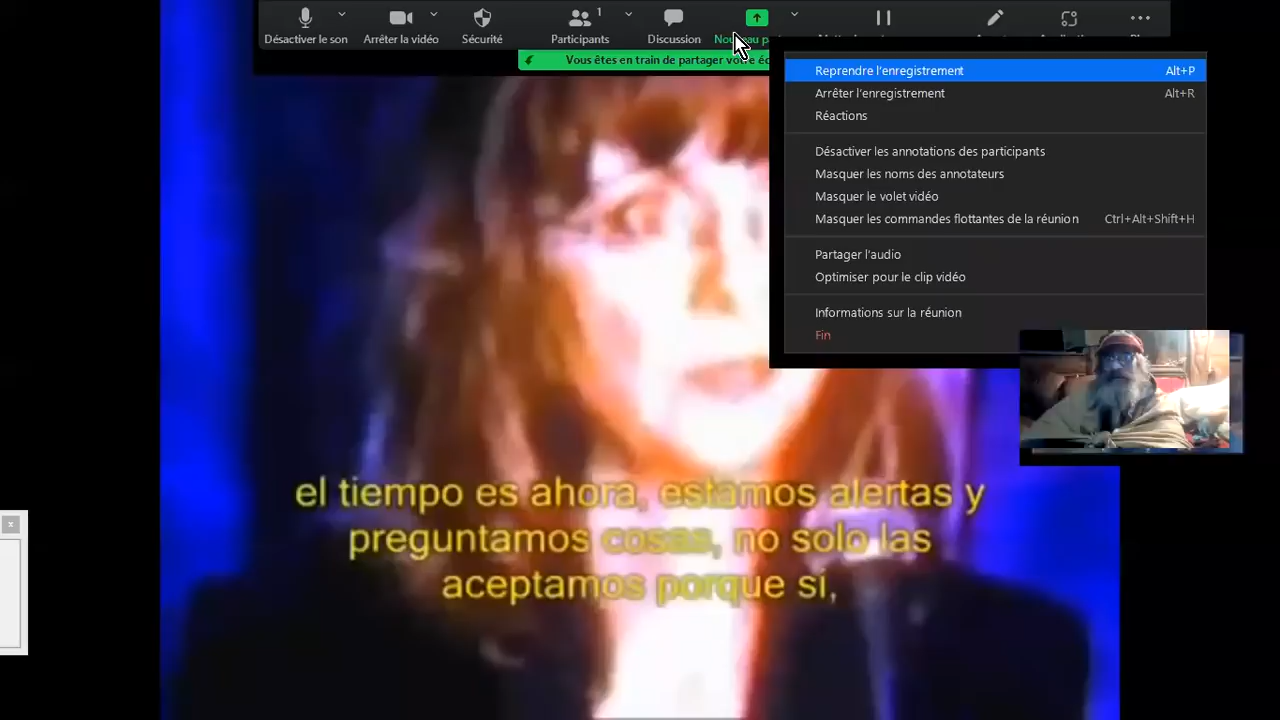 Désactiver le son
Arrêter la vidéo
Sécurité
1
Participants
Discussion
Vous êtes en train de partager
Reprendre l'enregistrement Alt+P
Arrêter l'enregistrement Alt+R
Réactions
Désactiver les annotations des participants
Masquer les noms des annotateurs
Masquer le volet vidéo
Masquer les commandes flottantes de la réunion Ctrl+Alt+Shift+H
Partager l'audio
Optimiser pour le clip vidéo
Informations sur la réunion
Fin
el tiempo es ahora, estamos alertas y
preguntamos cosas, no solo las
aceptamos porque sí,